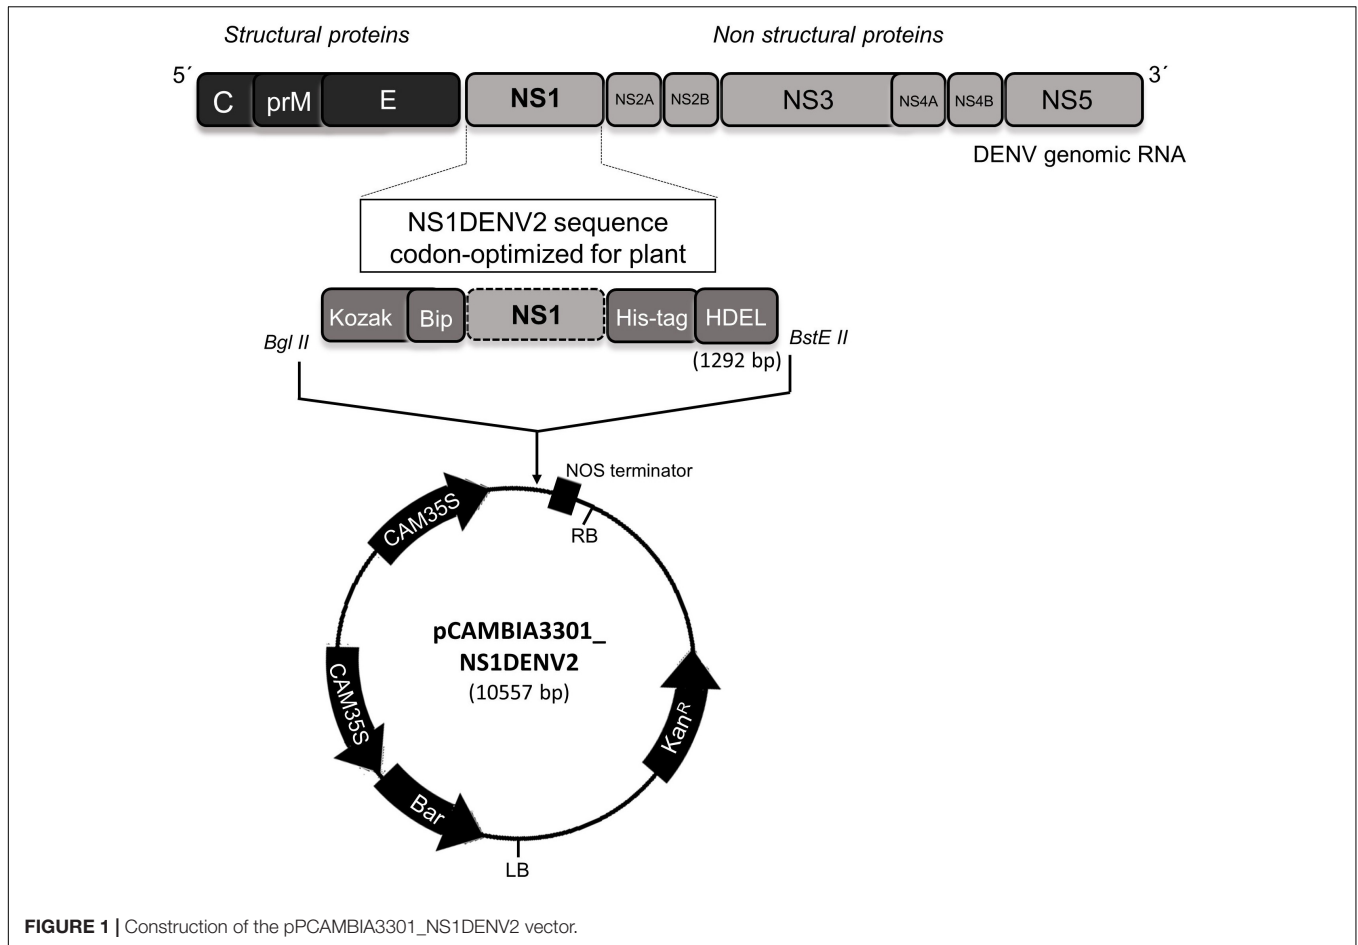 Structural proteins
Non structural proteins
5´
C
prM
E
NS1
NS2A
NS2B
NS3
NS4A
NS4B
NS5
3´
DENV genomic RNA
NS1DENV2 sequence
codon-optimized for plant
Kozak
Bip
NS1
His-tag
HDEL
Bgl II
BstE II
(1292 bp)
NOS terminator
CAM35S
RB
pCAMBIA3301_
NS1DENV2
(10557 bp)
CAM35S
KanR
Bar
LB
FIGURE 1 | Construction of the pPCAMBIA3301_NS1DENV2 vector.